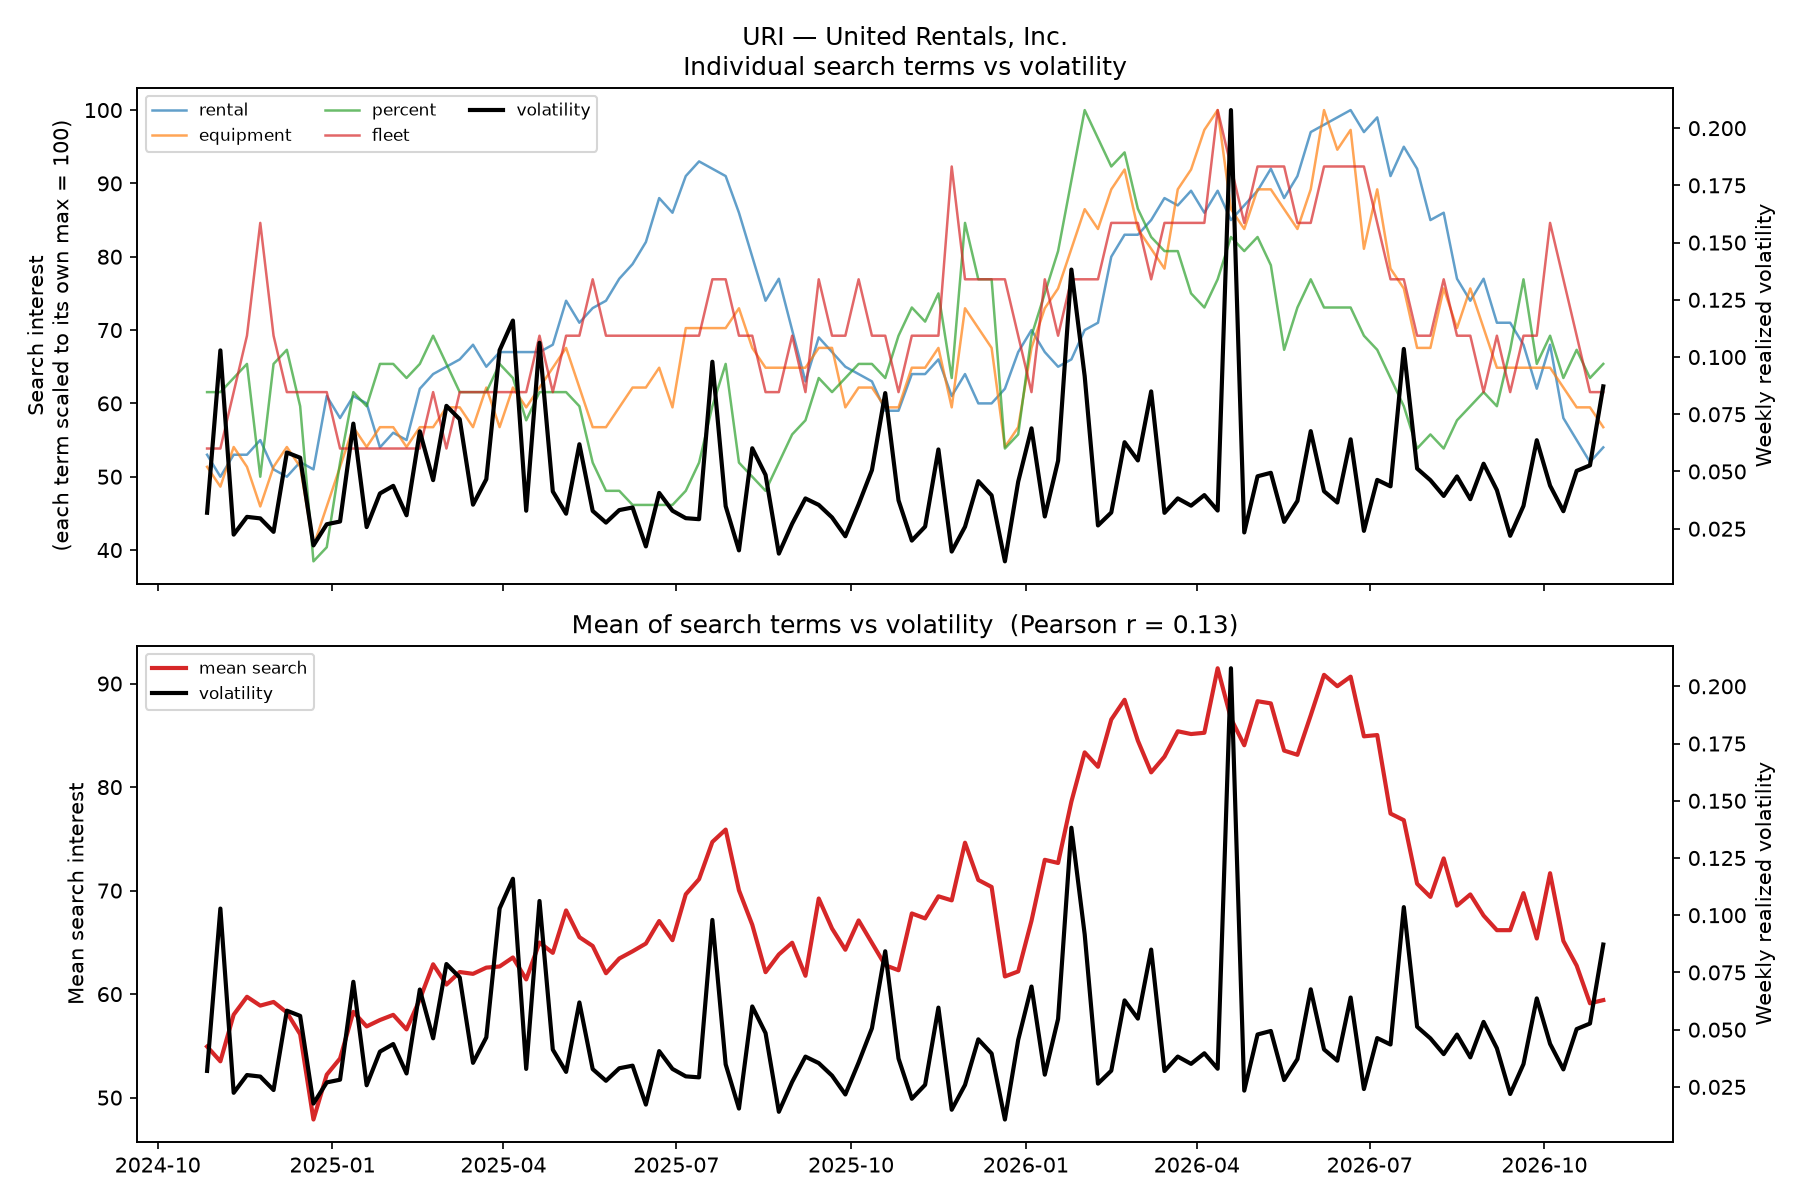 URI — United Rentals, Inc.
Individual search terms vs volatility
rental
equipment
percent
fleet
volatility
Search interest
(each term scaled to its own max = 100)
100
90
80
70
60
50
40
0.200
0.175
0.150
0.125
0.100
0.075
0.050
0.025
Weekly realized volatility
Mean of search terms vs volatility (Pearson r = 0.13)
mean search
volatility
Mean search interest
90
80
70
60
50
0.200
0.175
0.150
0.125
0.100
0.075
0.050
0.025
Weekly realized volatility
2024-10
2025-01
2025-04
2025-07
2025-10
2026-01
2026-04
2026-07
2026-10